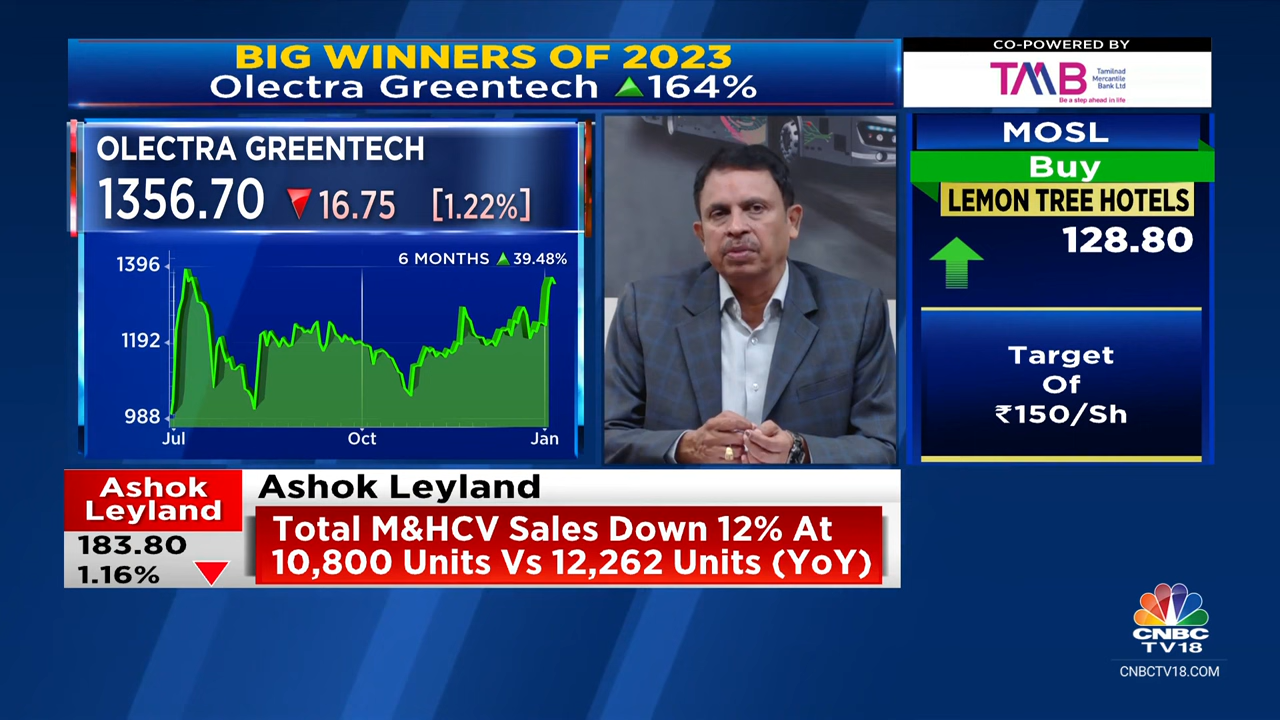 BIG WINNERS OF 2023
Olectra Greentech ▲164%
CO-POWERED BY
TMB
Tamilnad
Mercantile
Bank Ltd
Be a step ahead in life
OLECTRA GREENTECH
1356.70 ▼16.75 [1.22%]
6 MONTHS ▲39.48%
1396
1192
988
Jul Oct Jan
MOSL
Buy
LEMON TREE HOTELS
128.80
Target
Of
₹150/Sh
Ashok
Leyland
183.80
1.16% ▼
Ashok Leyland
Total M&HCV Sales Down 12% At
10,800 Units Vs 12,262 Units (YoY)
CNBC
TV18
CNBCTV18.COM